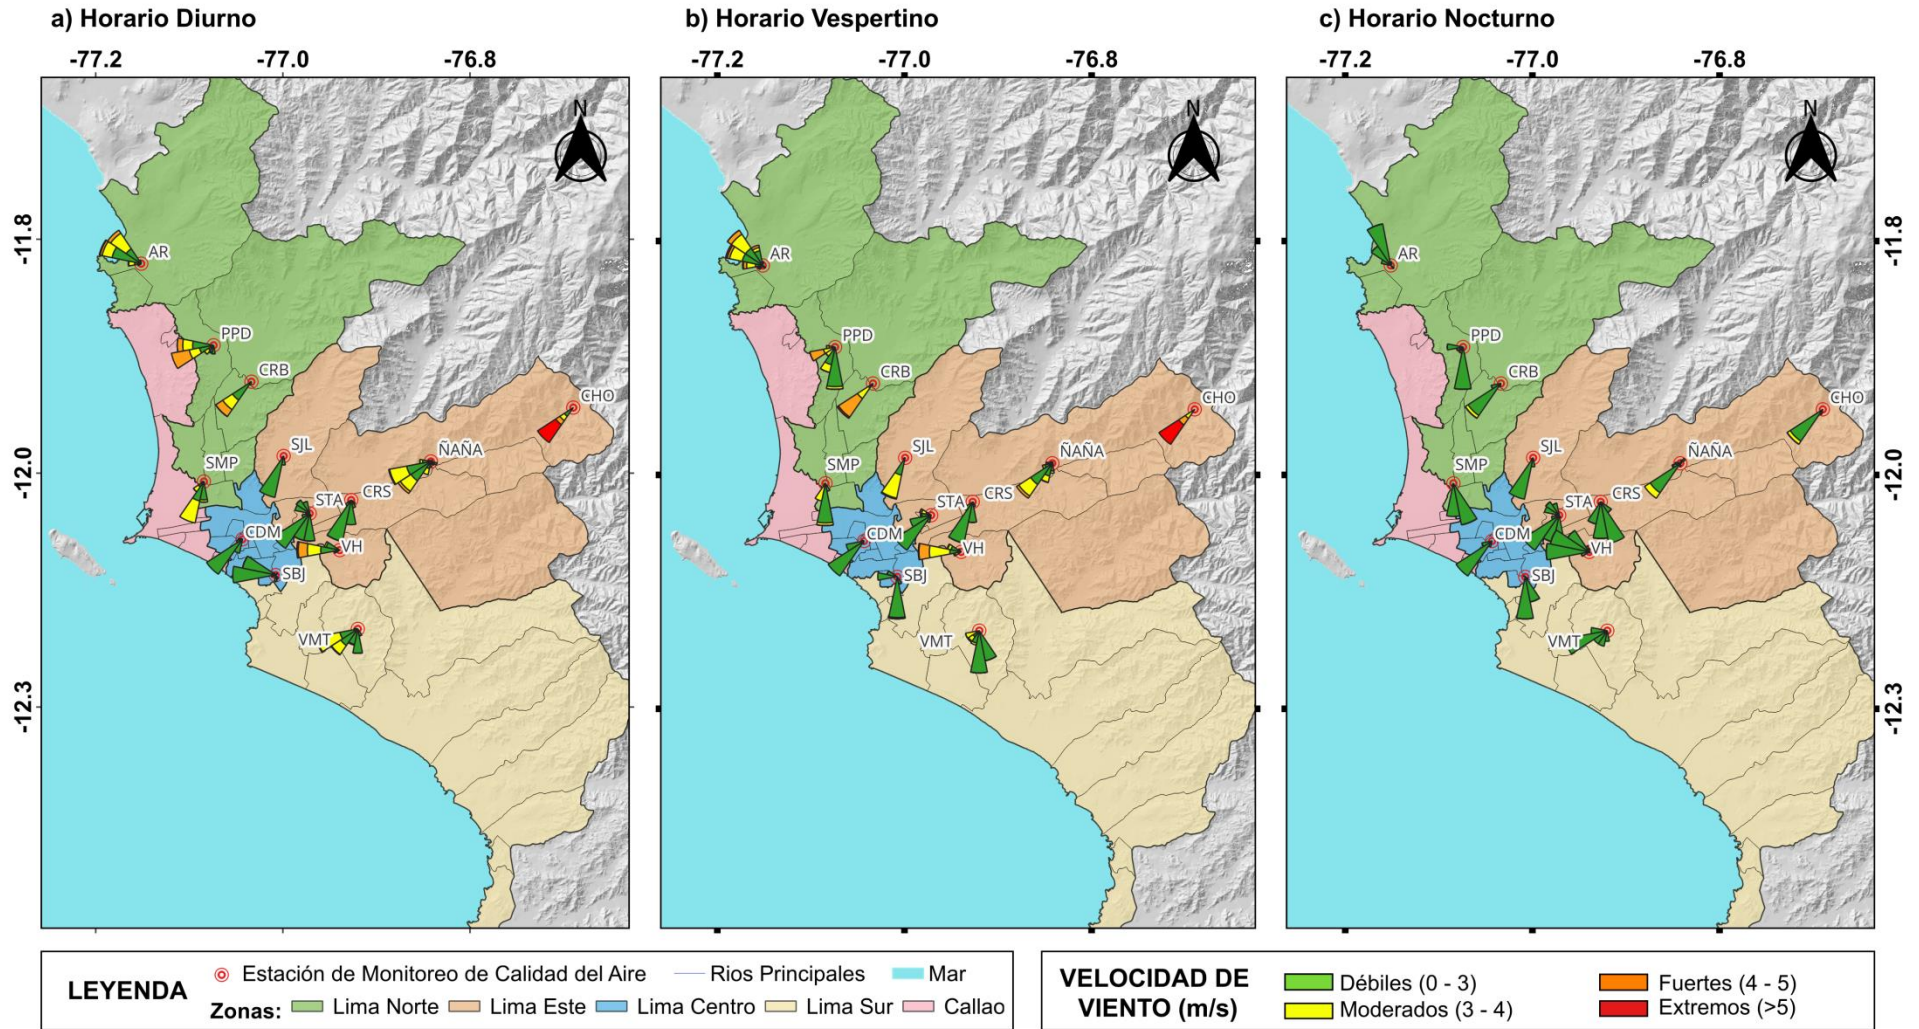 a) Horario Diurno
b) Horario Vespertino
c) Horario Nocturno
-77.2 -77.0 -76.8
-77.2 -77.0 -76.8
-77.2 -77.0 -76.8
-11.8
-12.0
-12.3
N
AR
PPD
CRB
CHO
SJL
ÑAÑA
SMP
STA
CRS
CDM
VH
SBJ
VMT
N
AR
PPD
CRB
CHO
SJL
ÑAÑA
SMP
STA
CRS
CDM
VH
SBJ
VMT
N
AR
PPD
CRB
CHO
SJL
ÑAÑA
SMP
STA
CRS
CDM
VH
SBJ
VMT
-11.8
-12.0
-12.3
LEYENDA
Estación de Monitoreo de Calidad del Aire
Rios Principales
Mar
Zonas: Lima Norte Lima Este Lima Centro Lima Sur Callao
VELOCIDAD DE
VIENTO (m/s)
Débiles (0 - 3)
Moderados (3 - 4)
Fuertes (4 - 5)
Extremos (>5)